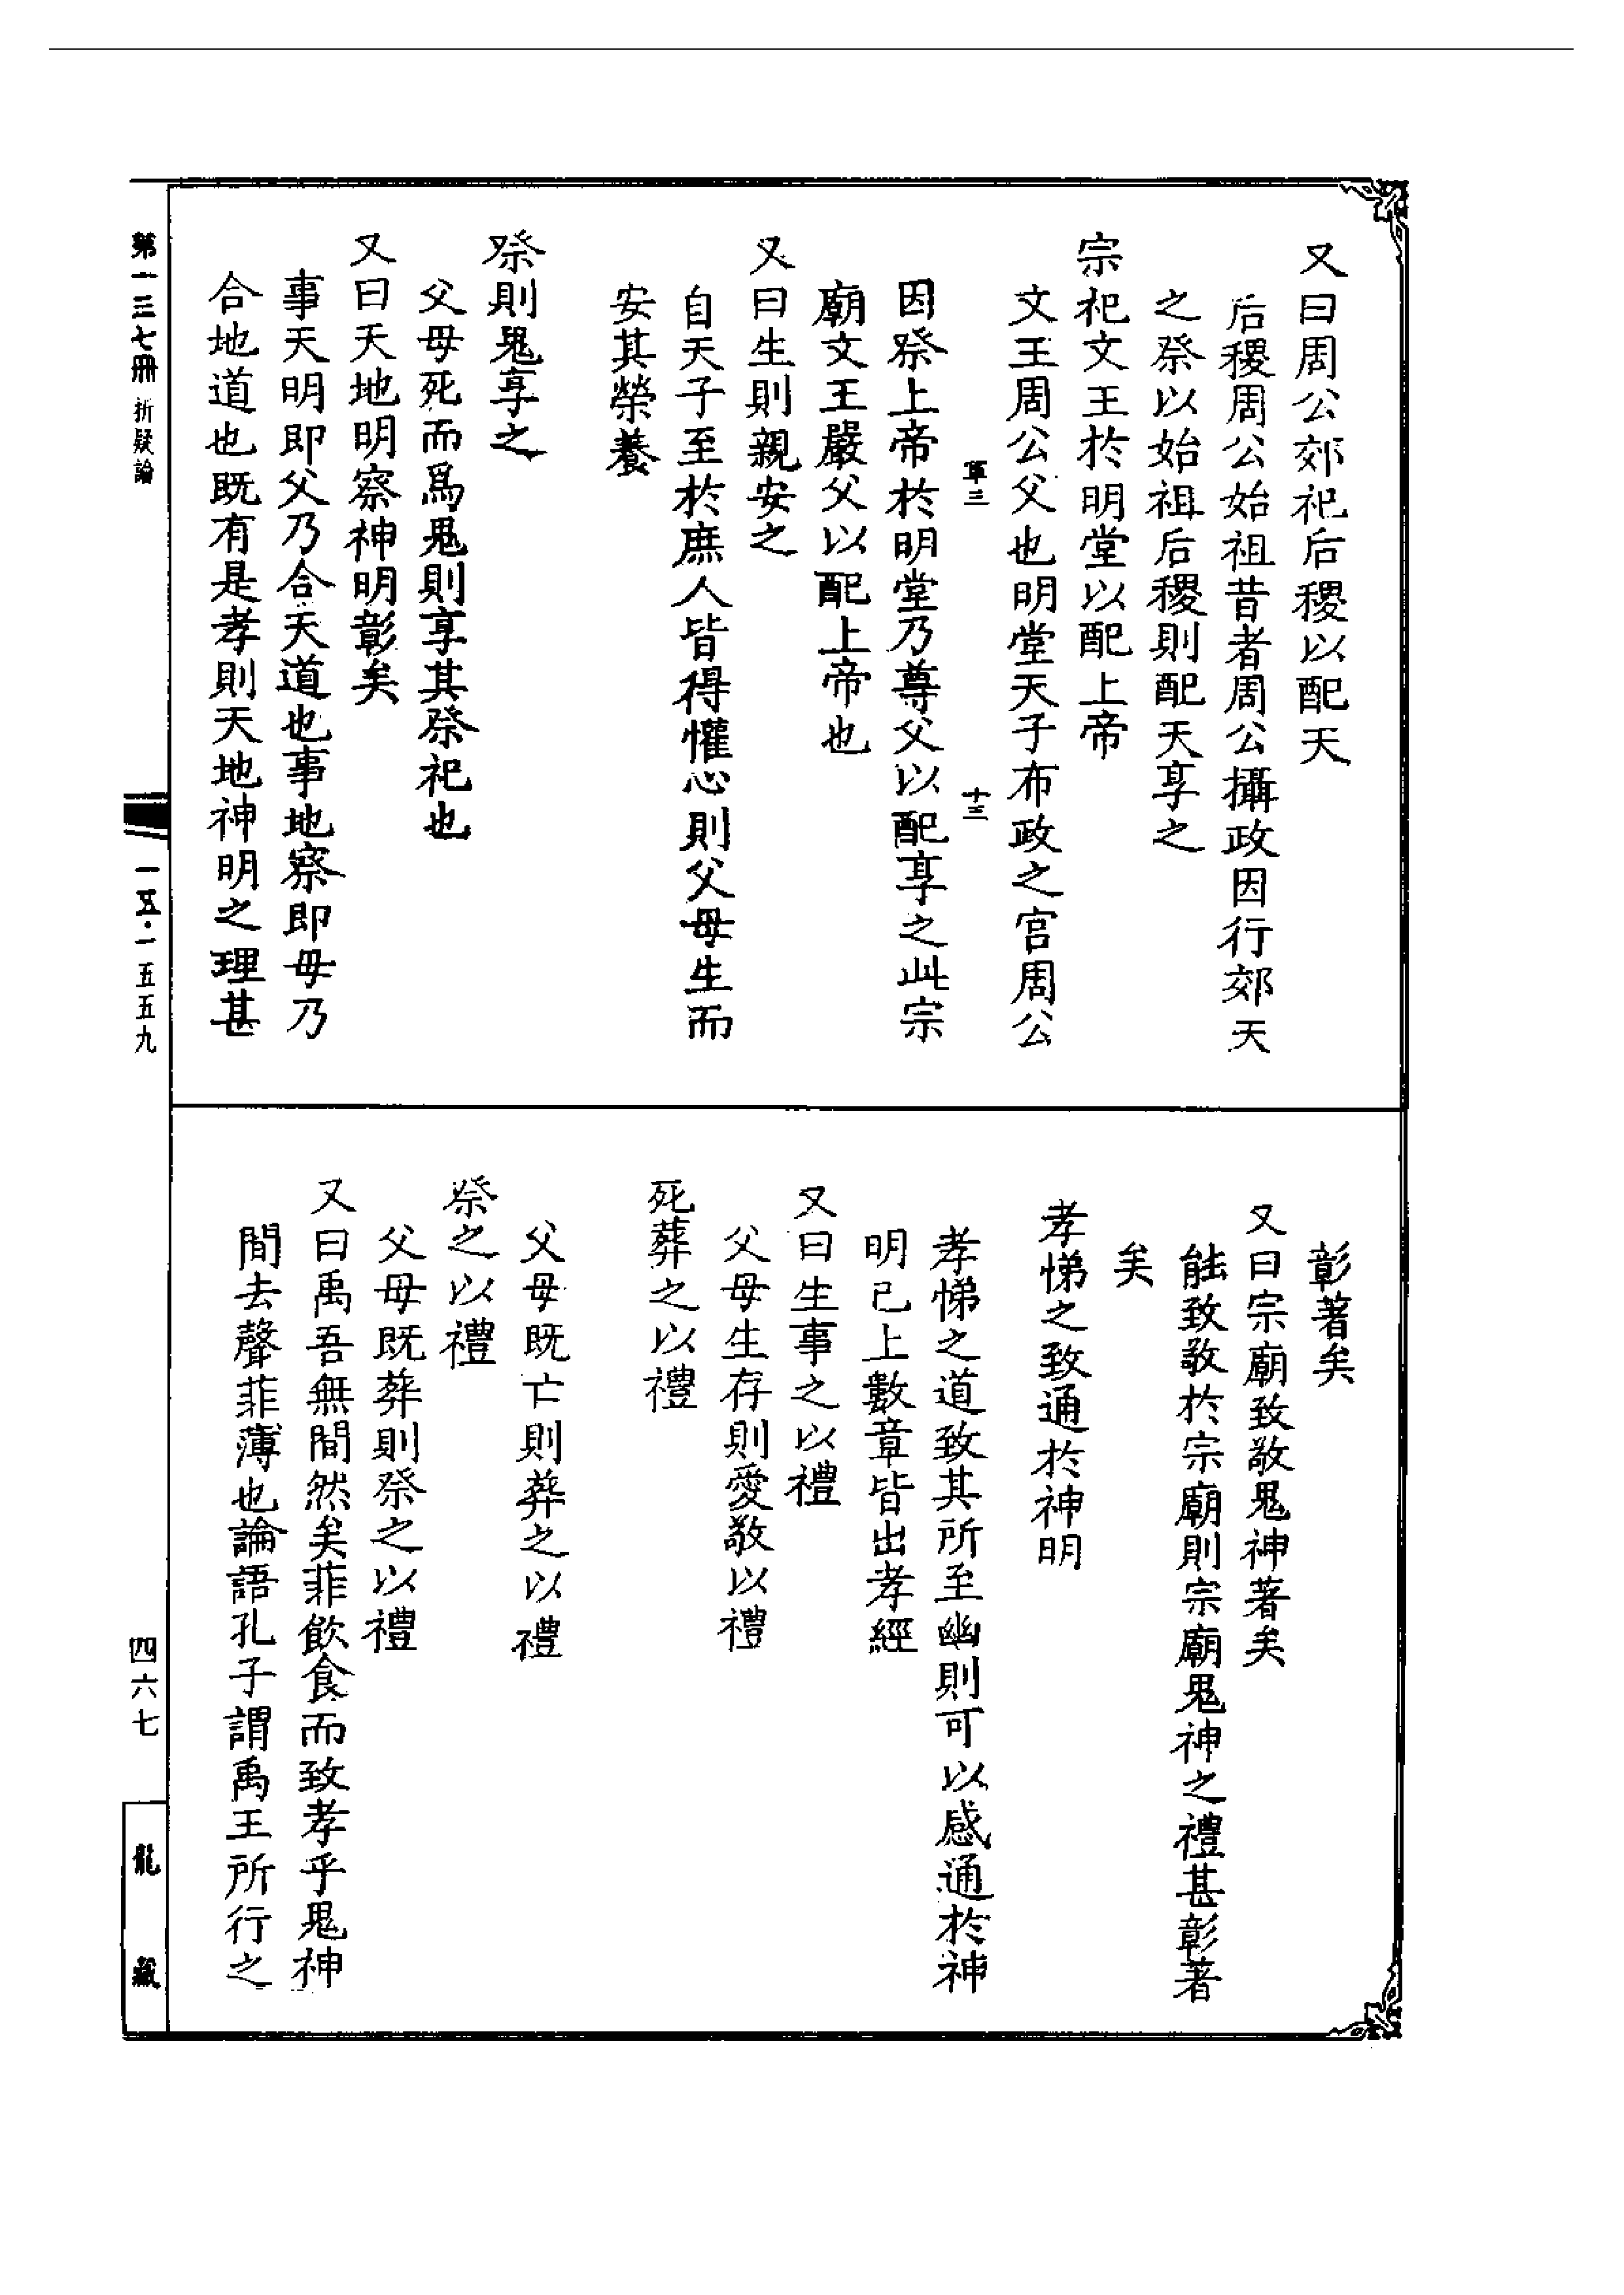 又曰周公郊祀后稷以配天
后稷周公始祖昔者周公攝政因行郊天
之祭以始祖后稷則配天享之
宗祀文王於明堂以配上帝
文王周公父也明堂天子布政之宫周公
軍三
十三
因祭上帝於明堂乃尊父以配享之此宗
廟文王嚴父以配上帝也
又曰生則親安之
自天子至於庶人皆得懽心則父母生而
安其榮養
祭則鬼享之
父母死而爲鬼則享其祭祀也
又曰天地明察神明彰矣
事天明即父乃合天道也事地察即母乃
合地道也既有是孝則天地神明之理甚
彰著矣
又曰宗廟致敬鬼神著矣
能致敬於宗廟則宗廟鬼神之禮甚彰著
矣
孝悌之致通於神明
孝悌之道致其所至幽則可以感通於神
明已上數章皆出孝經
又曰生事之以禮
父母生存則愛敬以禮
死葬之以禮
父母既亡則葬之以禮
祭之以禮
父母既葬則祭之以禮
又曰禹吾無間然矣菲飲食而致孝乎鬼神
間去聲菲薄也論語孔子謂禹王所行之
第一三七冊 折疑論
一五·一五五九
四六七
龍藏